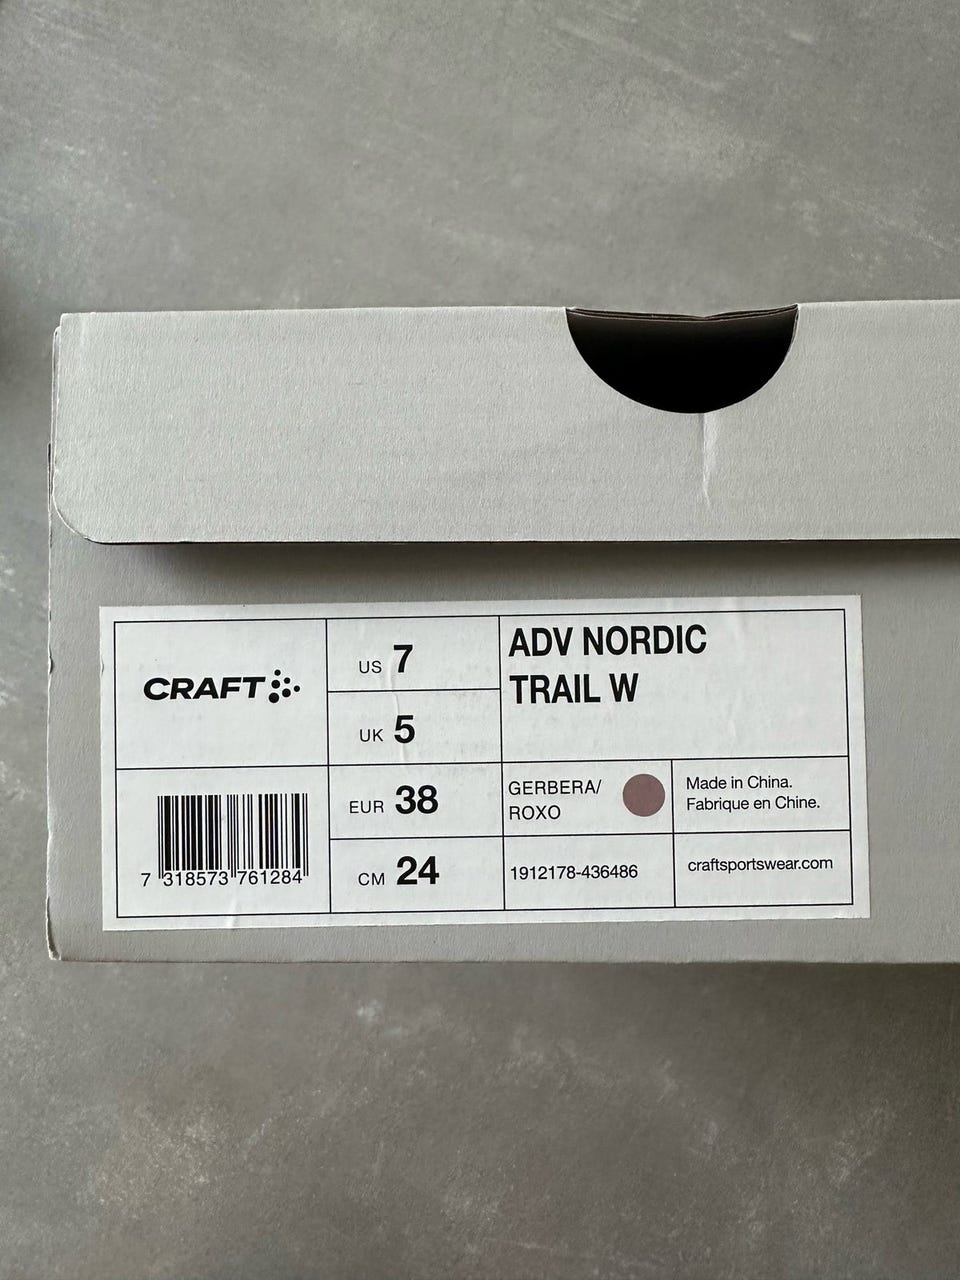 CRAFT
US 7
UK 5
EUR 38
CM 24
ADV NORDIC
TRAIL W
GERBERA/
ROXO
Made in China.
Fabrique en Chine.
1912178-436486
craftsportswear.com
7 318573 761284